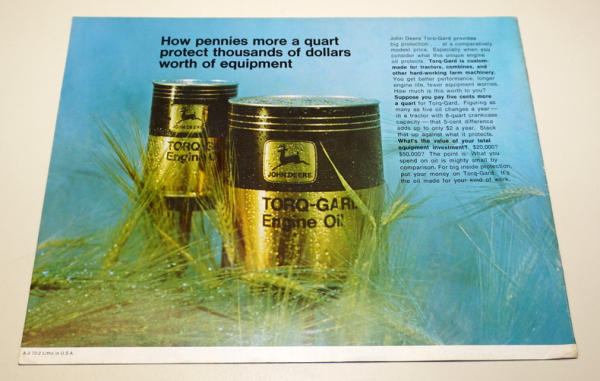 How pennies more a quart
protect thousands of dollars
worth of equipment
John Deere Torq-Gard provides
big protection . . . at a comparatively
modest price. Especially when you
consider what this unique engine
oil protects. Torq-Gard is custom-
made for tractors, combines, and
other hard-working farm machinery.
You get better performance, longer
engine life, fewer equipment worries.
How much is this worth to you?
Suppose you pay five cents more
a quart for Torq-Gard. Figuring as
many as five oil changes a year —
in a tractor with 8-quart crankcase
capacity — that 5-cent difference
adds up to only $2 a year. Stack
that up against what it protects.
What's the value of your total
equipment investment? $20,000?
$50,000? The point is: What you
spend on oil is mighty small by
comparison. For big inside protection,
put your money on Torq-Gard. It's
the oil made for your kind of work.
JOHN DEERE
TORQ-G
Engine O
JOHN DEERE
TORQ-GARD
Engine Oil
Litho in U.S.A.